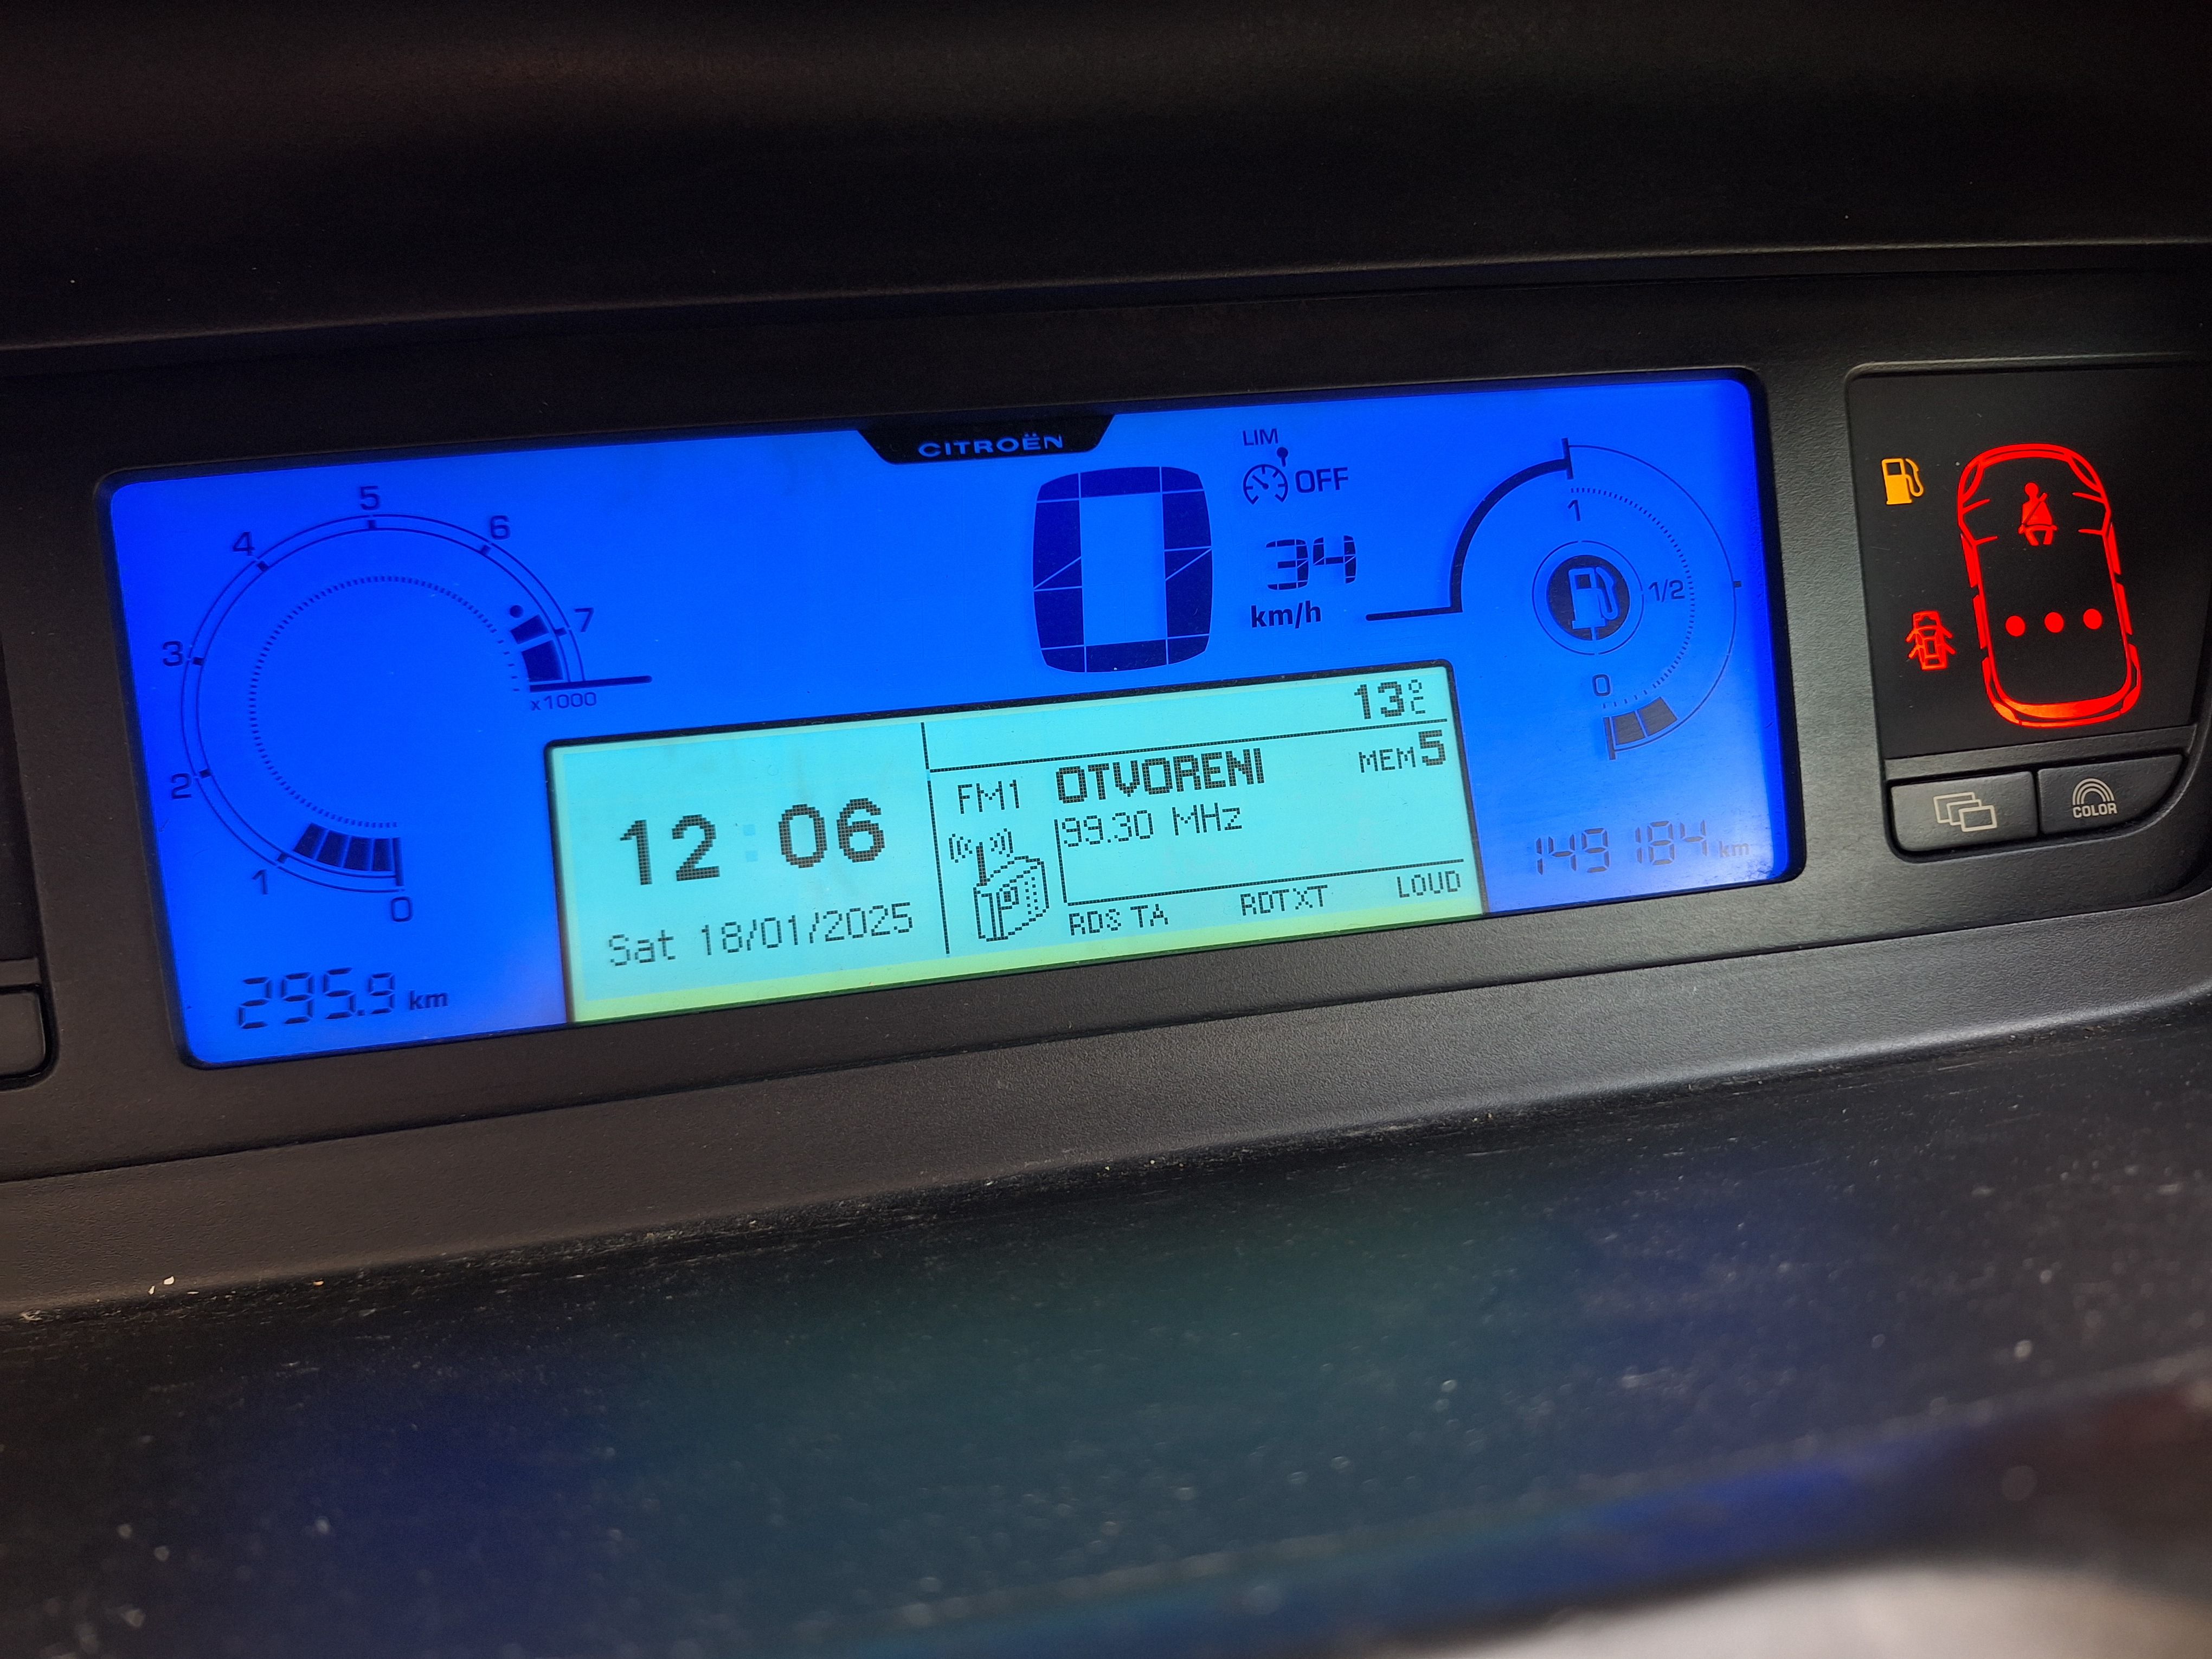 CITROËN
LIM
OFF
0
34
km/h
5
4
6
3
7
x1000
2
1
0
295.9 km
1
1/2
0
149184 km
13°C
12:06
Sat 18/01/2025
FM1 OTVORENI MEM5
99.30 MHz
RDS TA RDTXT LOUD
COLOR